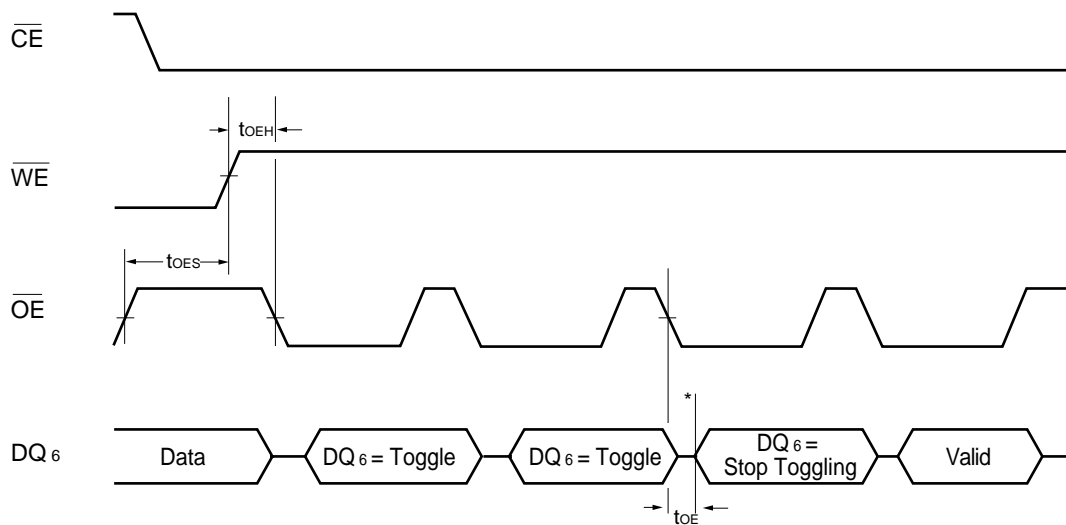 CE
tOEH
WE
tOES
OE
*
DQ6
Data
DQ6 = Toggle
DQ6 = Toggle
DQ6 =
Stop Toggling
Valid
tOE